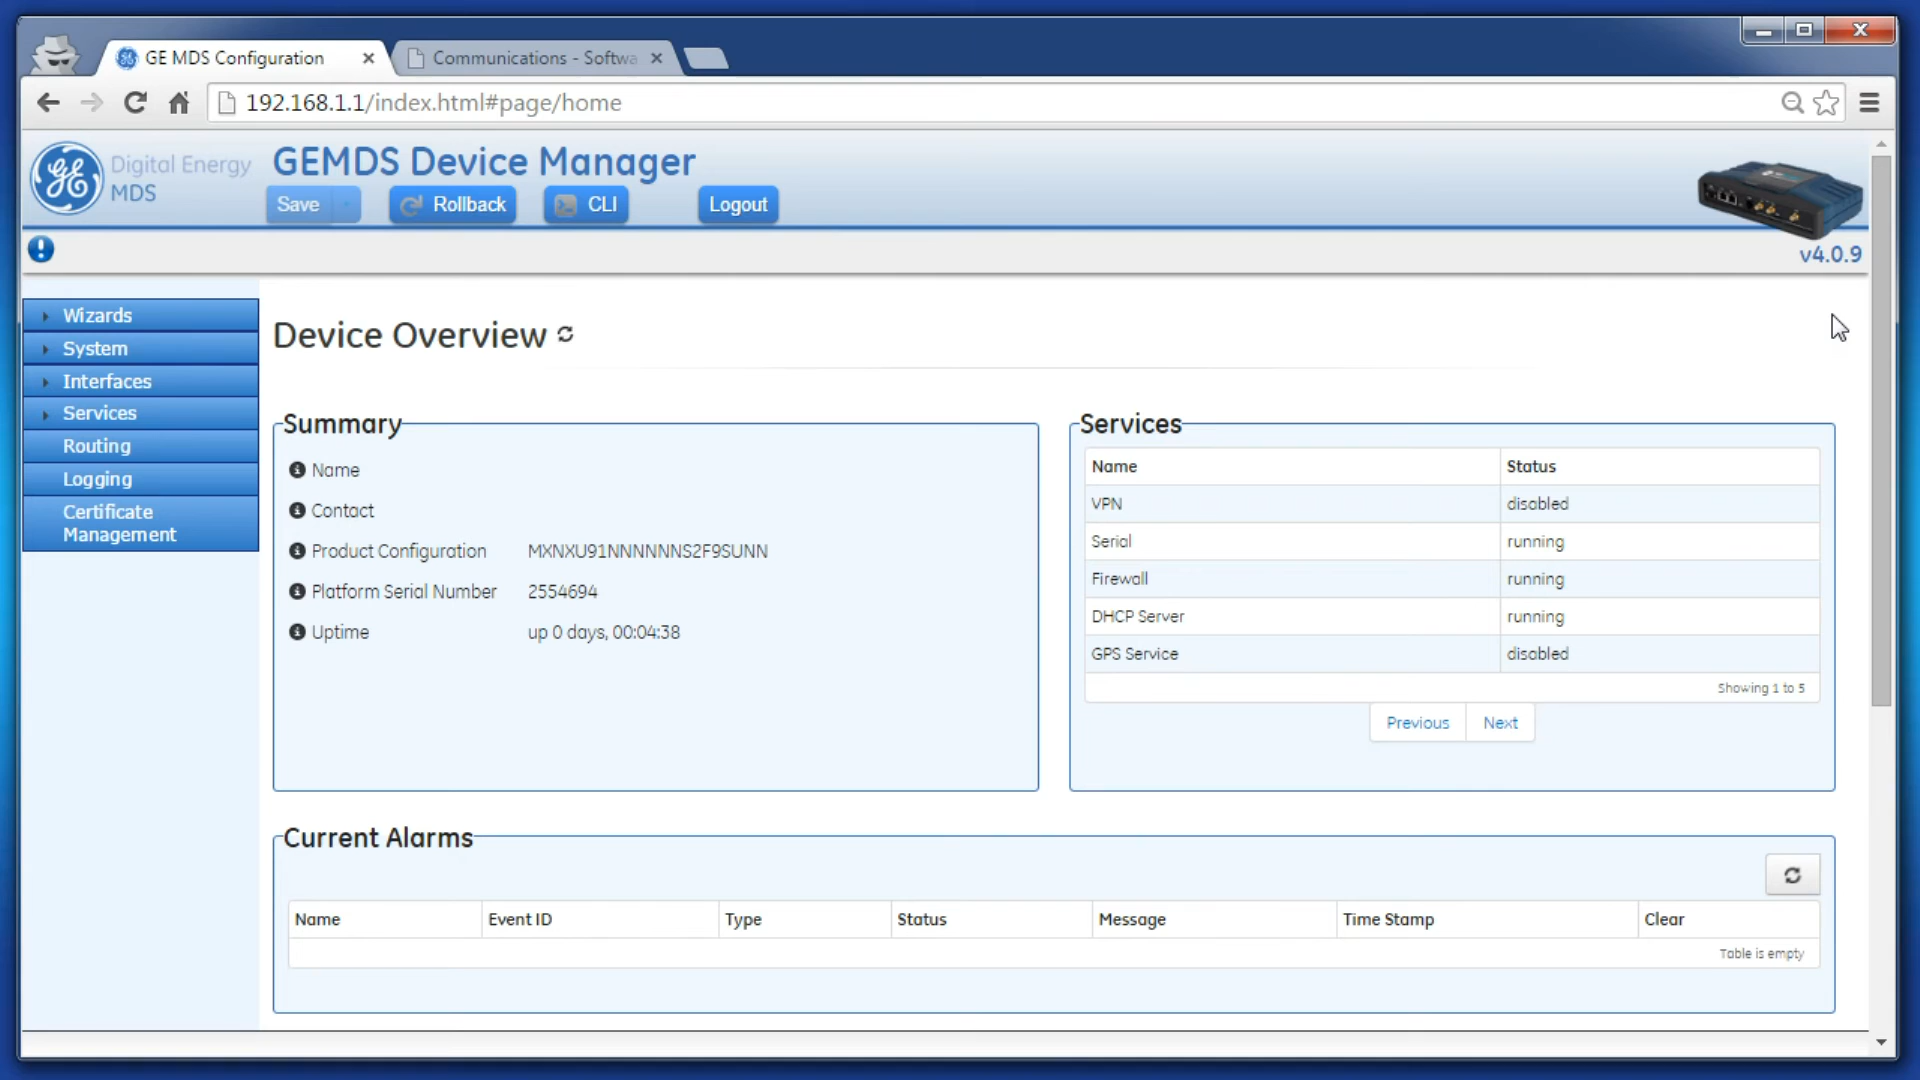 GE MDS Configuration
Communications - Softwa
192.168.1.1/index.html#page/home
Digital Energy
MDS
GEMDS Device Manager
Save
Rollback
CLI
Logout
v4.0.9
Wizards
System
Interfaces
Services
Routing
Logging
Certificate
Management
Device Overview
Summary
Name
Contact
Product Configuration MXNXU91NNNNNNS2F9SUNN
Platform Serial Number 2554694
Uptime up 0 days, 00:04:38
Services
Name Status
VPN disabled
Serial running
Firewall running
DHCP Server running
GPS Service disabled
Showing 1 to 5
Previous Next
Current Alarms
Name Event ID Type Status Message Time Stamp Clear
Table is empty